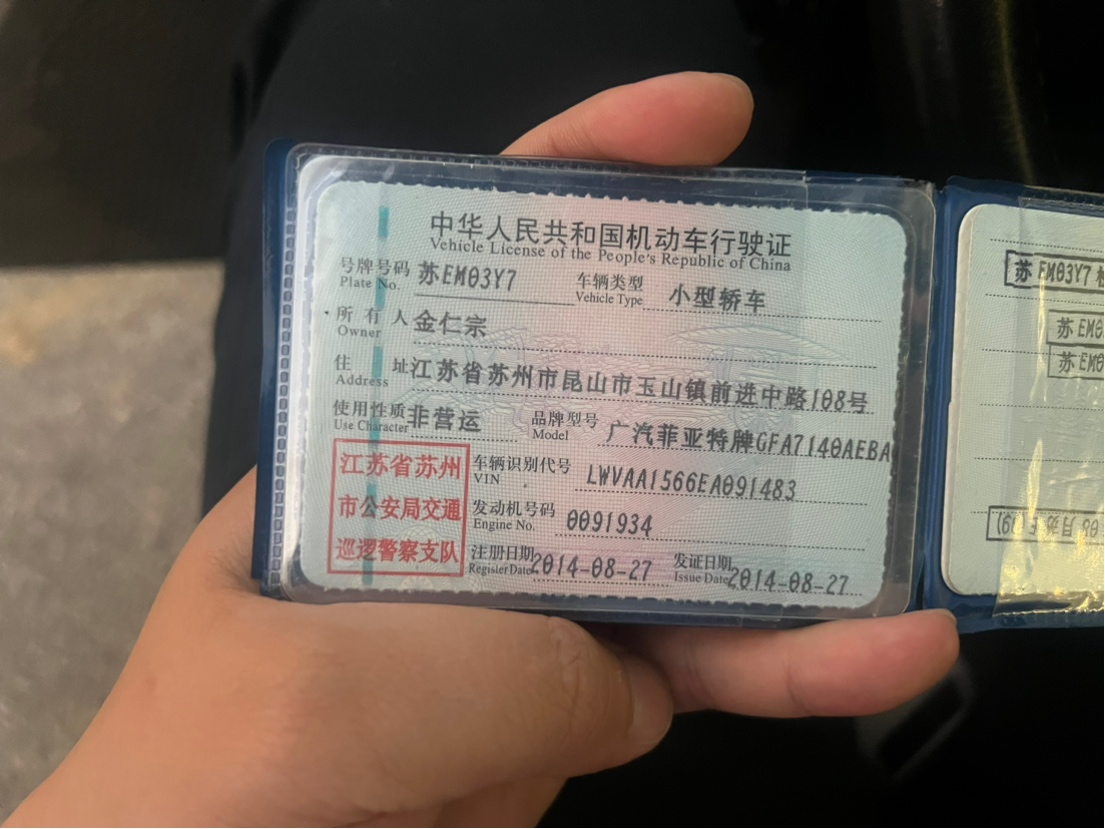 中华人民共和国机动车行驶证
Vehicle License of the People's Republic of China
号牌号码 苏EM03Y7 车辆类型 小型轿车
Plate No. Vehicle Type
所有人 金仁宗
Owner
住址 江苏省苏州市昆山市玉山镇前进中路108号
Address
使用性质 非营运 品牌型号 广汽菲亚特牌GFA7140AEBA
Use Character Model
江苏省苏州
市公安局交通
巡逻警察支队
车辆识别代号 LWVAA1566EA091483
VIN
发动机号码 0091934
Engine No.
注册日期 2014-08-27 发证日期 2014-08-27
Register Date Issue Date
苏EM03Y7
苏EM0
苏EM0